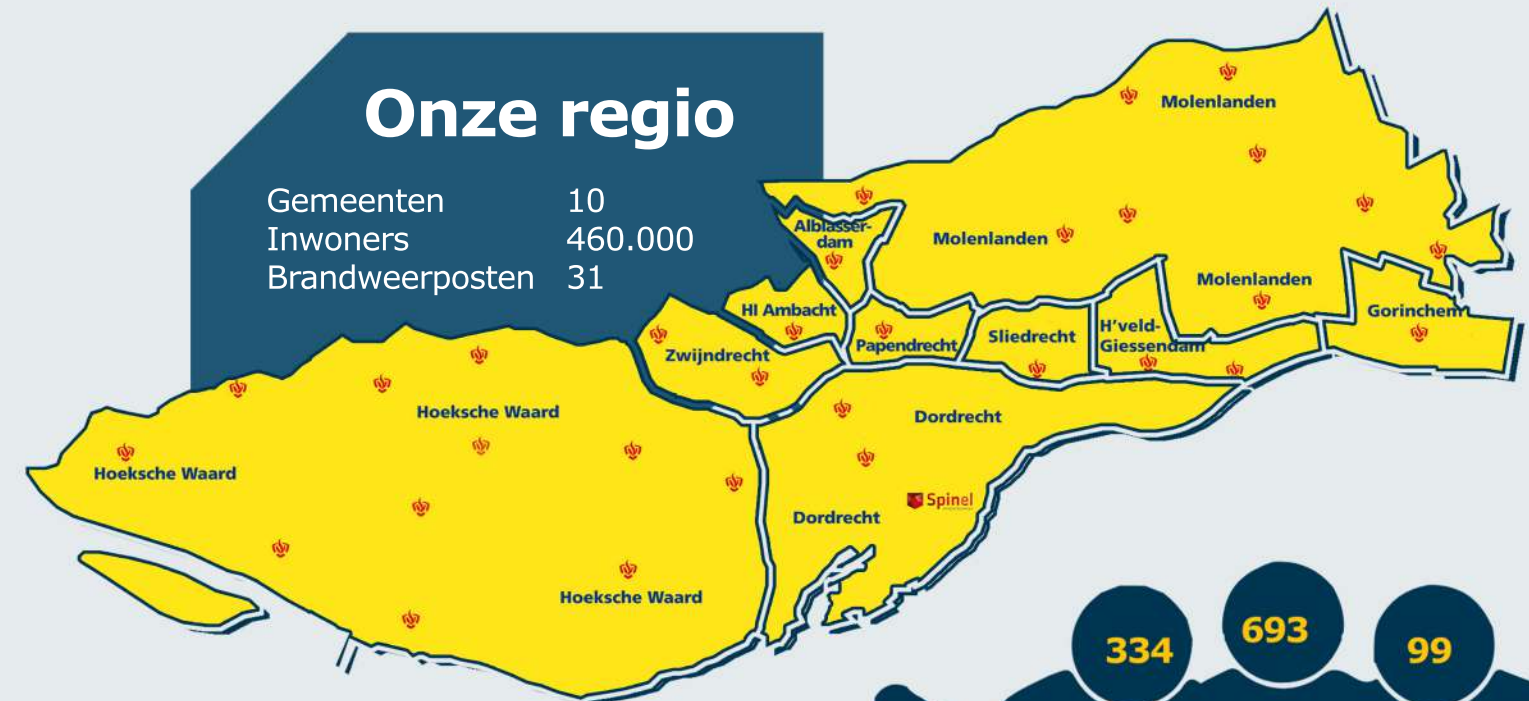 Onze regio
Gemeenten 10
Inwoners 460.000
Brandweerposten 31
Molenlanden
Alblasser-
dam
Molenlanden
Molenlanden
Hl Ambacht
Gorinchem
H'veld-
Giessendam
Sliedrecht
Papendrecht
Zwijndrecht
Hoeksche Waard
Dordrecht
Hoeksche Waard
Spinel
Dordrecht
Hoeksche Waard
334
693
99